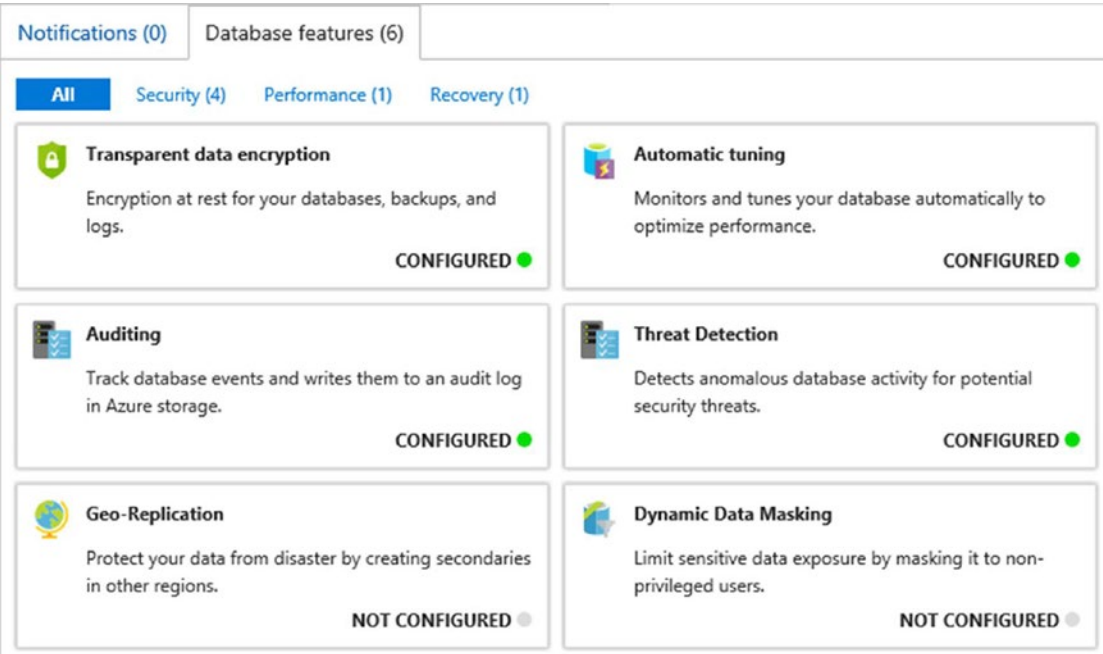 Notifications (0)
Database features (6)
All
Security (4)
Performance (1)
Recovery (1)
Transparent data encryption
Encryption at rest for your databases, backups, and
logs.
CONFIGURED
Automatic tuning
Monitors and tunes your database automatically to
optimize performance.
CONFIGURED
Auditing
Track database events and writes them to an audit log
in Azure storage.
CONFIGURED
Threat Detection
Detects anomalous database activity for potential
security threats.
CONFIGURED
Geo-Replication
Protect your data from disaster by creating secondaries
in other regions.
NOT CONFIGURED
Dynamic Data Masking
Limit sensitive data exposure by masking it to non-
privileged users.
NOT CONFIGURED